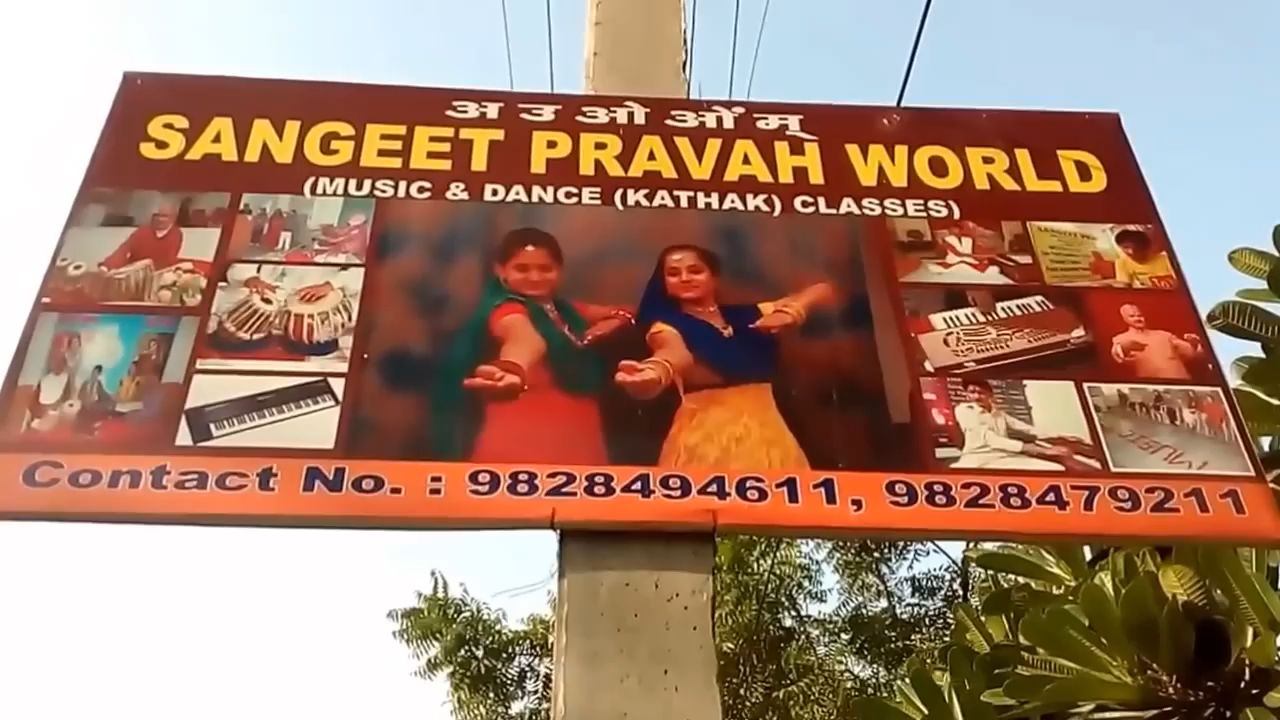 अ उ ओ ओं म्
SANGEET PRAVAH WORLD
(MUSIC & DANCE (KATHAK) CLASSES)
Contact No. : 9828494611, 9828479211